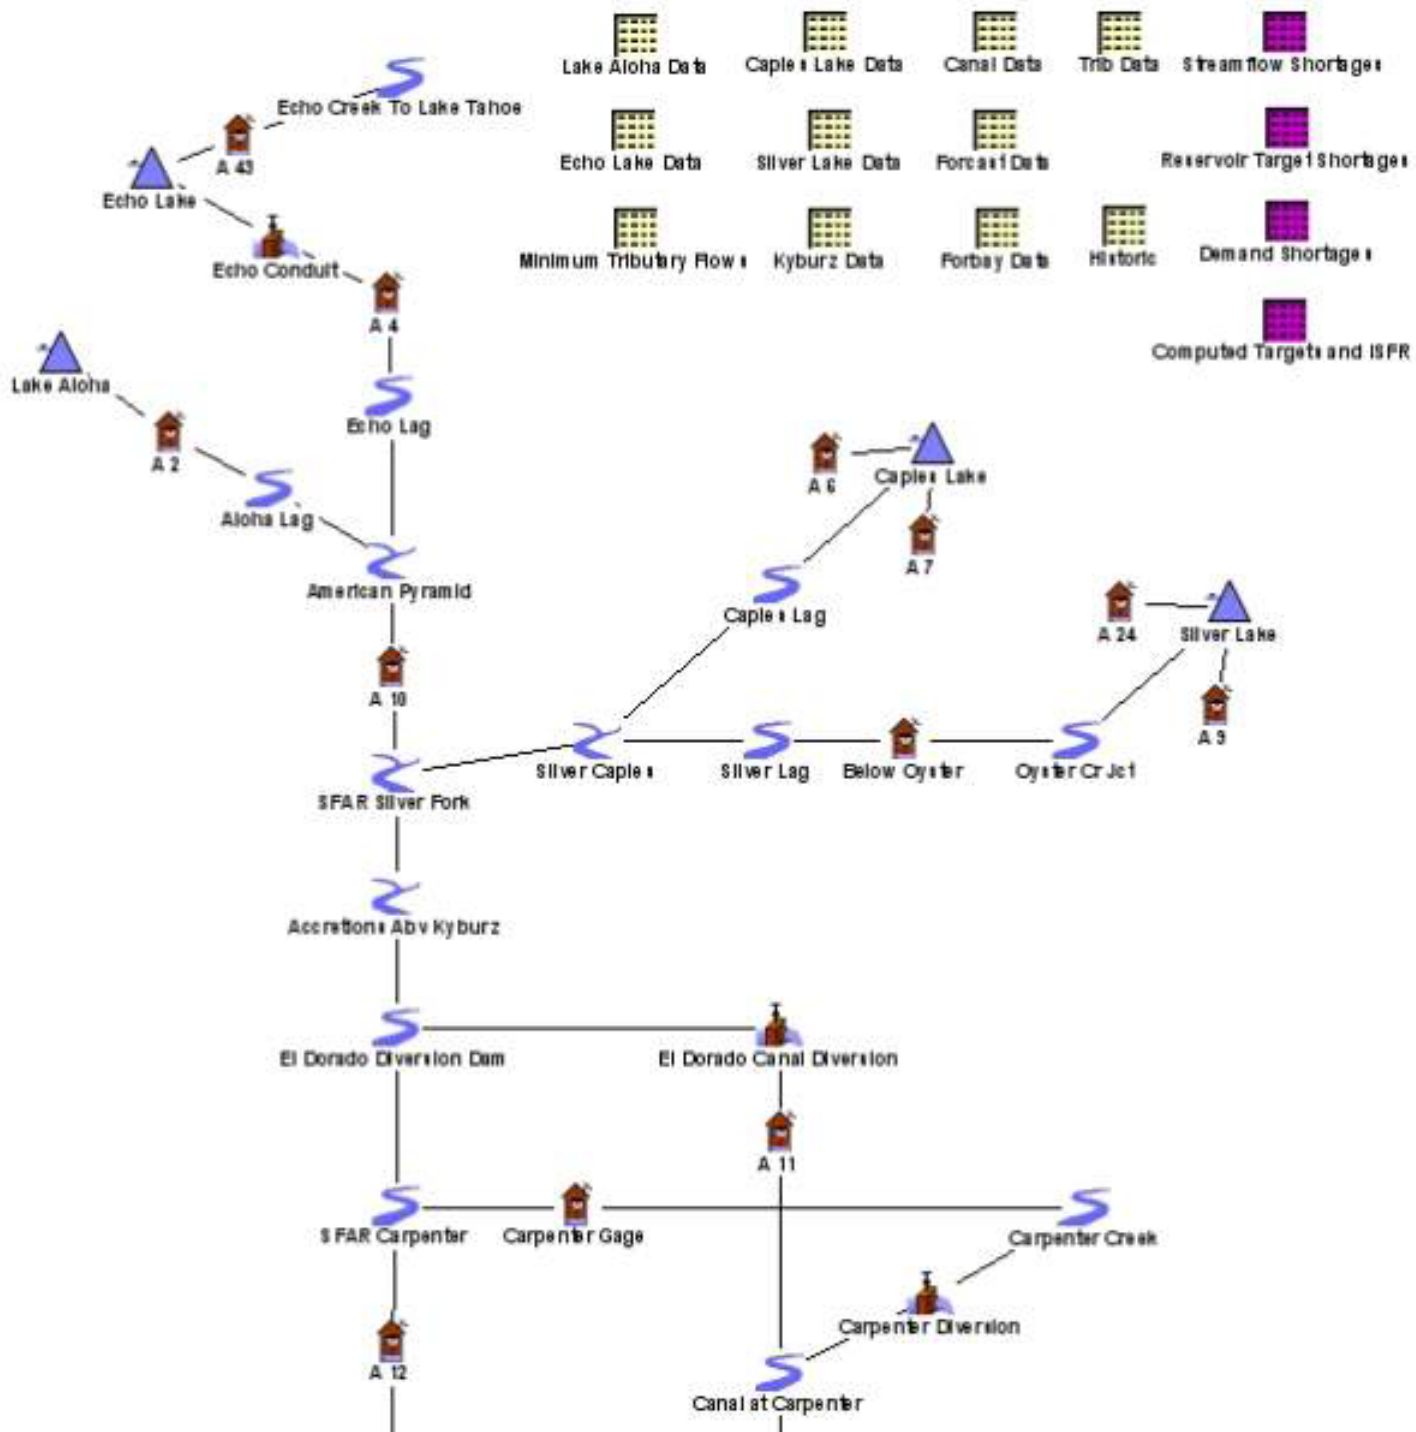 Lake Aloha Data
Caples Lake Data
Canal Data
Trib Data
Streamflow Shortages
Echo Creek To Lake Tahoe
Echo Lake Data
Silver Lake Data
Forcast Data
Reservoir Target Shortages
A 43
Echo Lake
Minimum Tributary Flows
Kyburz Data
Forbay Data
Historic
Demand Shortages
Echo Conduit
A 4
Computed Targets and ISFR
Lake Aloha
Echo Lag
A 2
A 6
Caples Lake
Aloha Lag
A 7
American Pyramid
Caples Lag
A 24
Silver Lake
A 10
A 9
Silver Caples
Silver Lag
Below Oyster
Oyster Cr Jct
SFAR Silver Fork
Accretions Abv Kyburz
El Dorado Diversion Dam
El Dorado Canal Diversion
A 11
SFAR Carpenter
Carpenter Gage
Carpenter Creek
Carpenter Diversion
A 12
Canal at Carpenter